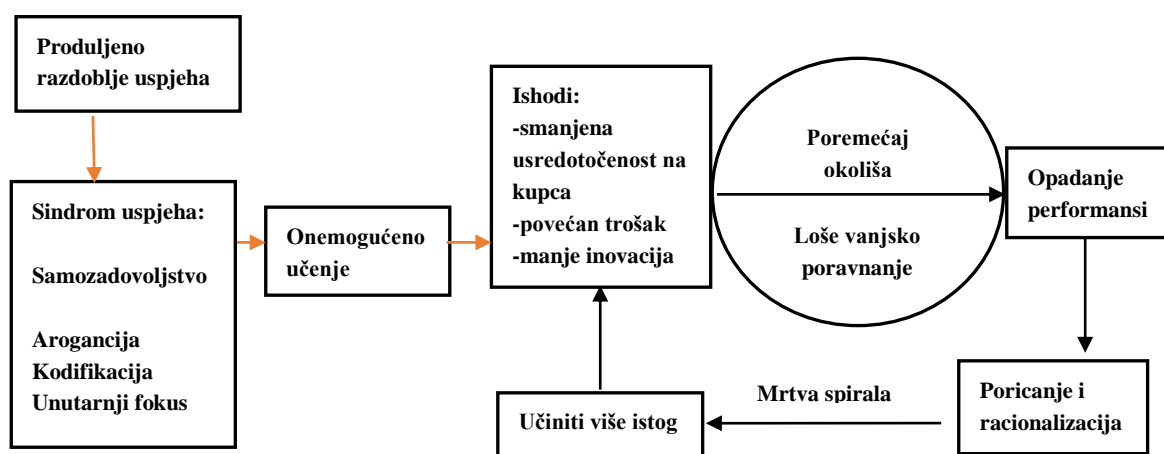 Produljeno
razdoblje uspjeha
Sindrom uspjeha:
Samozadovoljstvo
Arogancija
Kodifikacija
Unutarnji fokus
Onemogućeno
učenje
Ishodi:
-smanjena
usredotočenost na
kupca
-povećan trošak
-manje inovacija
Poremećaj
okoliša
Loše vanjsko
poravnanje
Opadanje
performansi
Poricanje i
racionalizacija
Mrtva spirala
Učiniti više istog